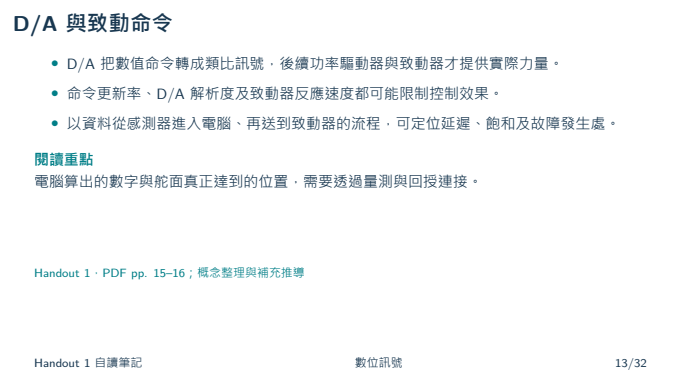 D/A 與致動命令
• D/A 把數值命令轉成類比訊號，後續功率驅動器與致動器才提供實際力量。
• 命令更新率、D/A 解析度及致動器反應速度都可能限制控制效果。
• 以資料從感測器進入電腦、再送到致動器的流程，可定位延遲、飽和及故障發生處。
閱讀重點
電腦算出的數字與舵面真正達到的位置，需要透過量測與回授連接。
Handout 1 · PDF pp. 15–16；概念整理與補充推導
Handout 1 自讀筆記
數位訊號
13/32